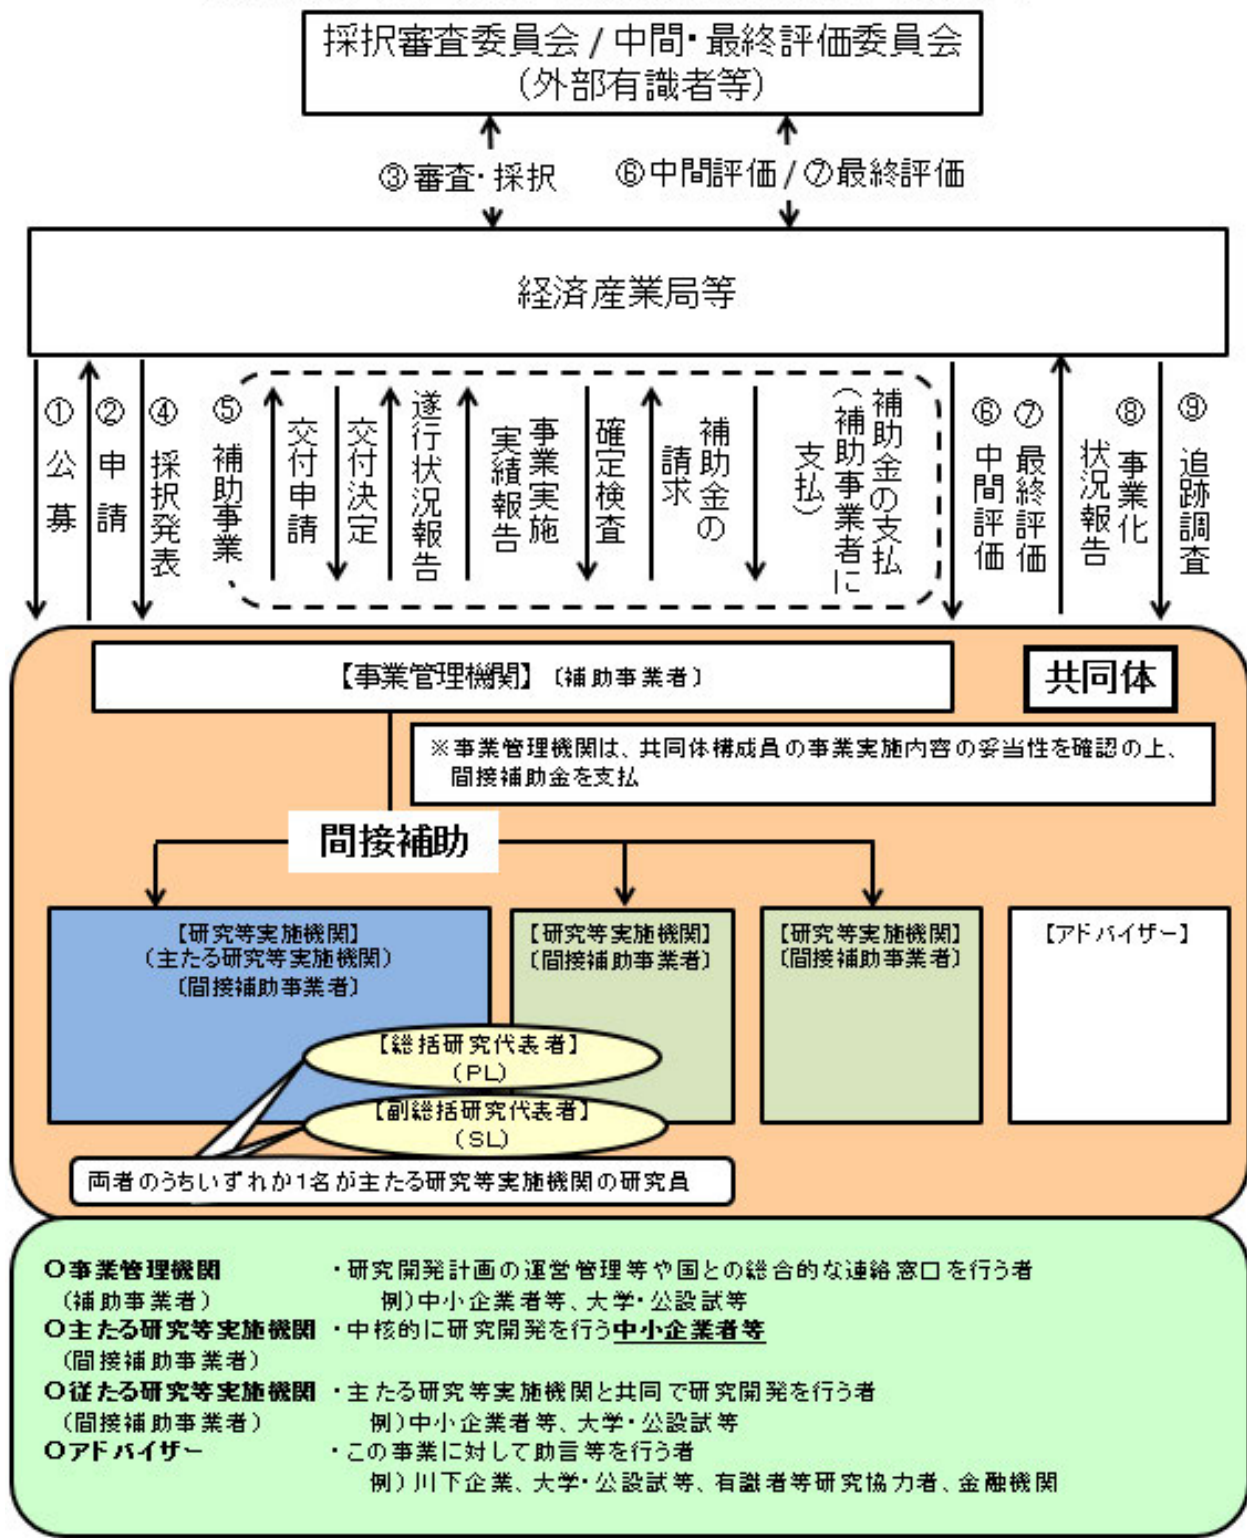 採択審査委員会 / 中間・最終評価委員会
(外部有識者等)
③審査・採択
⑥中間評価 / ⑦最終評価
経済産業局等
①公募
②申請
④採択発表
⑤補助事業
交付申請
交付決定
遂行状況報告
事業実施
実績報告
確定検査
補助金の
請求
補助金の支払
(補助事業者に
支払)
⑥中間評価
⑦最終評価
⑧事業化
状況報告
⑨追跡調査
【事業管理機関】〔補助事業者〕
共同体
※事業管理機関は、共同体構成員の事業実施内容の妥当性を確認の上、
間接補助金を支払
間接補助
【研究等実施機関】
(主たる研究等実施機関)
〔間接補助事業者〕
【研究等実施機関】
〔間接補助事業者〕
【研究等実施機関】
〔間接補助事業者〕
【アドバイザー】
【総括研究代表者】
(PL)
【副総括研究代表者】
(SL)
両者のうちいずれか1名が主たる研究等実施機関の研究員
○事業管理機関 ・研究開発計画の運営管理等や国との総合的な連絡窓口を行う者
(補助事業者) 例)中小企業者等、大学・公設試等
○主たる研究等実施機関 ・中核的に研究開発を行う中小企業者等
(間接補助事業者)
○従たる研究等実施機関 ・主たる研究等実施機関と共同で研究開発を行う者
(間接補助事業者) 例)中小企業者等、大学・公設試等
○アドバイザー ・この事業に対して助言等を行う者
例)川下企業、大学・公設試等、有識者等研究協力者、金融機関